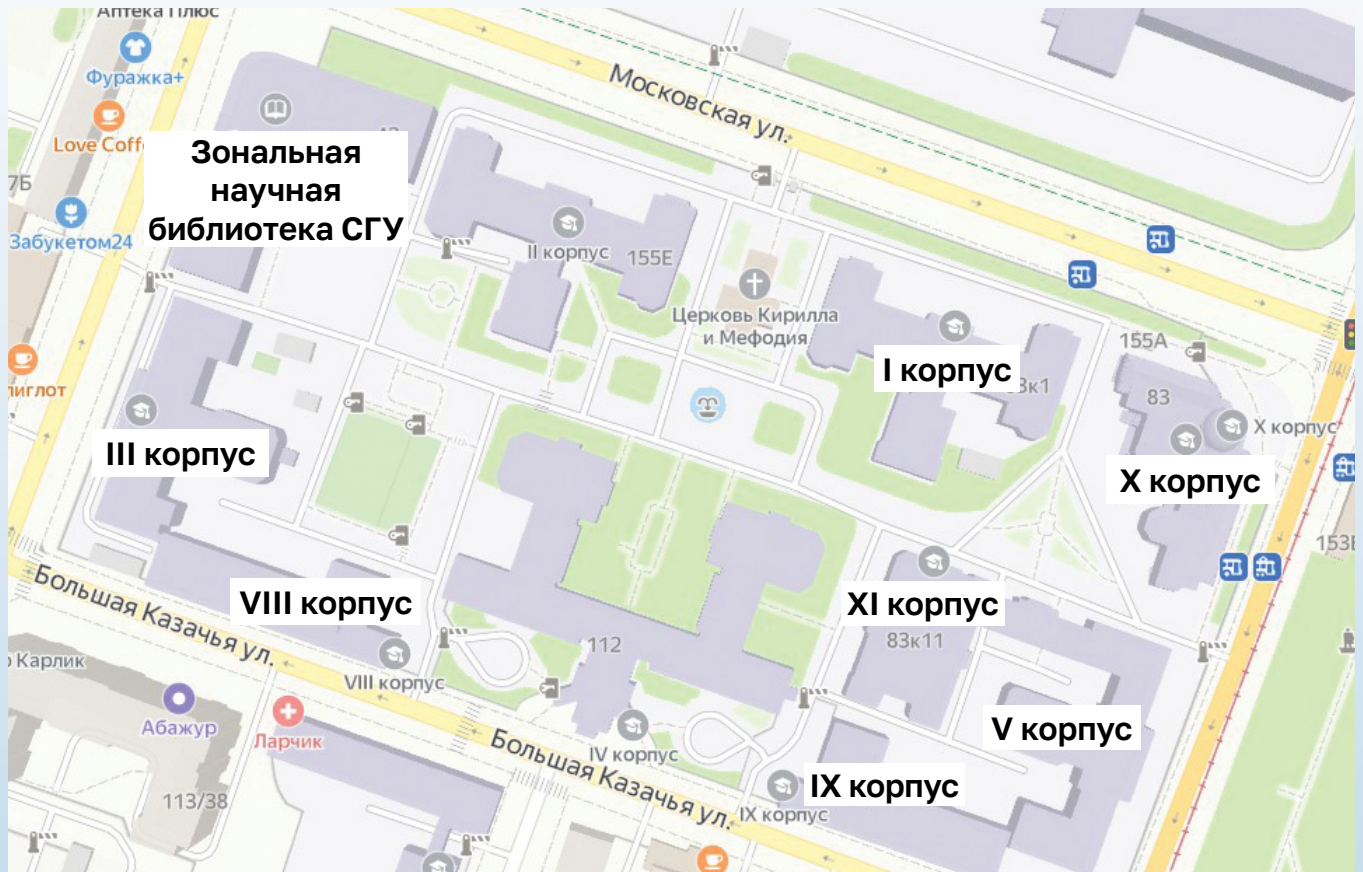 Аптека Плюс
Фуражка+
Love Coff
Зональная
научная
библиотека СГУ
7Б
Забукетом24
Московская ул.
II корпус
155Е
Церковь Кирилла
и Мефодия
I корпус
155А
83
X корпус
X корпус
лиглот
III корпус
VIII корпус
VIII корпус
Большая Казачья ул.
Карлик
Абажур
Ларчик
113/38
112
IV корпус
Большая Казачья ул.
XI корпус
83к11
V корпус
IX корпус
IX корпус